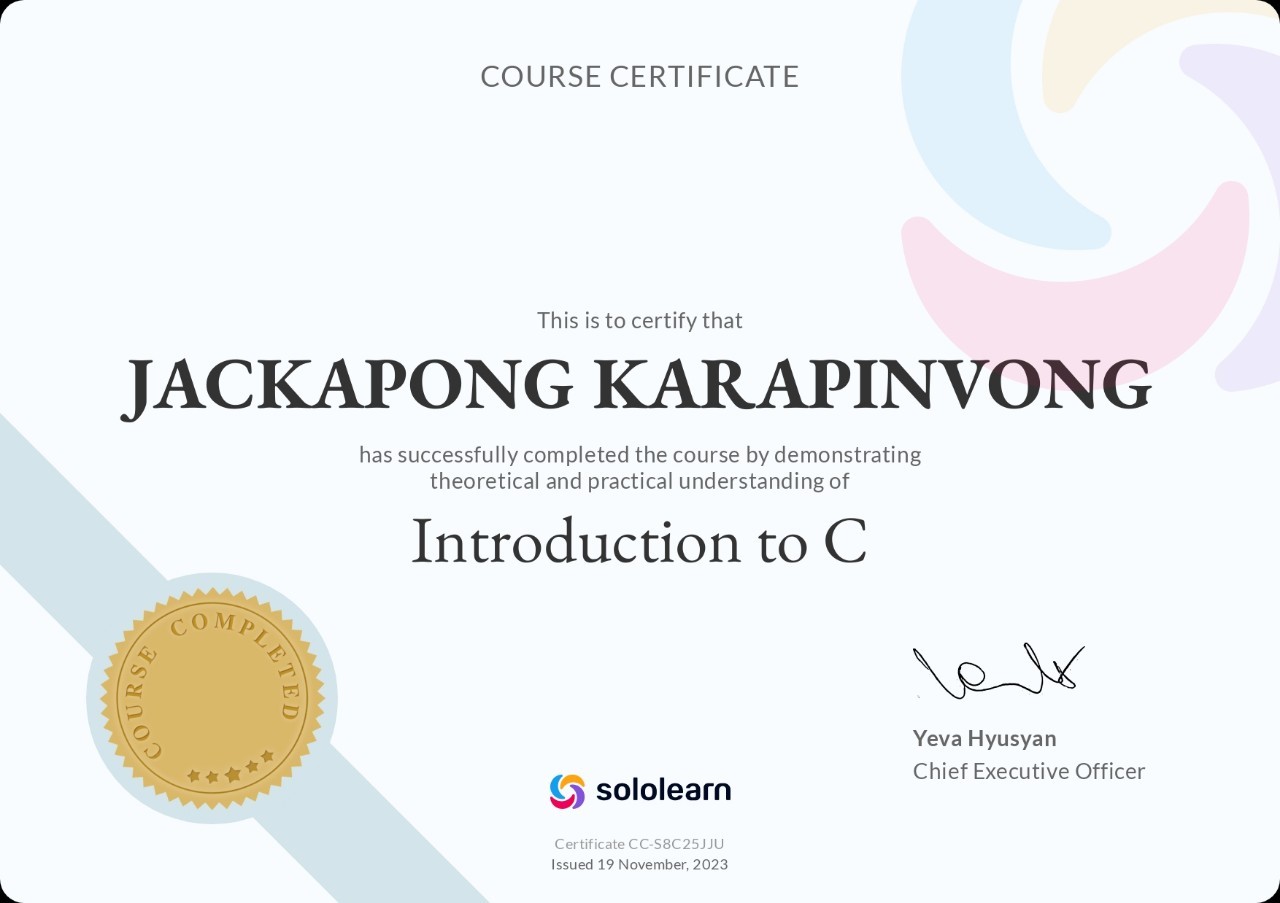 COURSE CERTIFICATE
This is to certify that
JACKAPONG KARAPINVONG
has successfully completed the course by demonstrating
theoretical and practical understanding of
Introduction to C
COURSE COMPLETED
Yeva Hyusyan
Chief Executive Officer
sololearn
Certificate CC-S8C25JJU
Issued 19 November, 2023